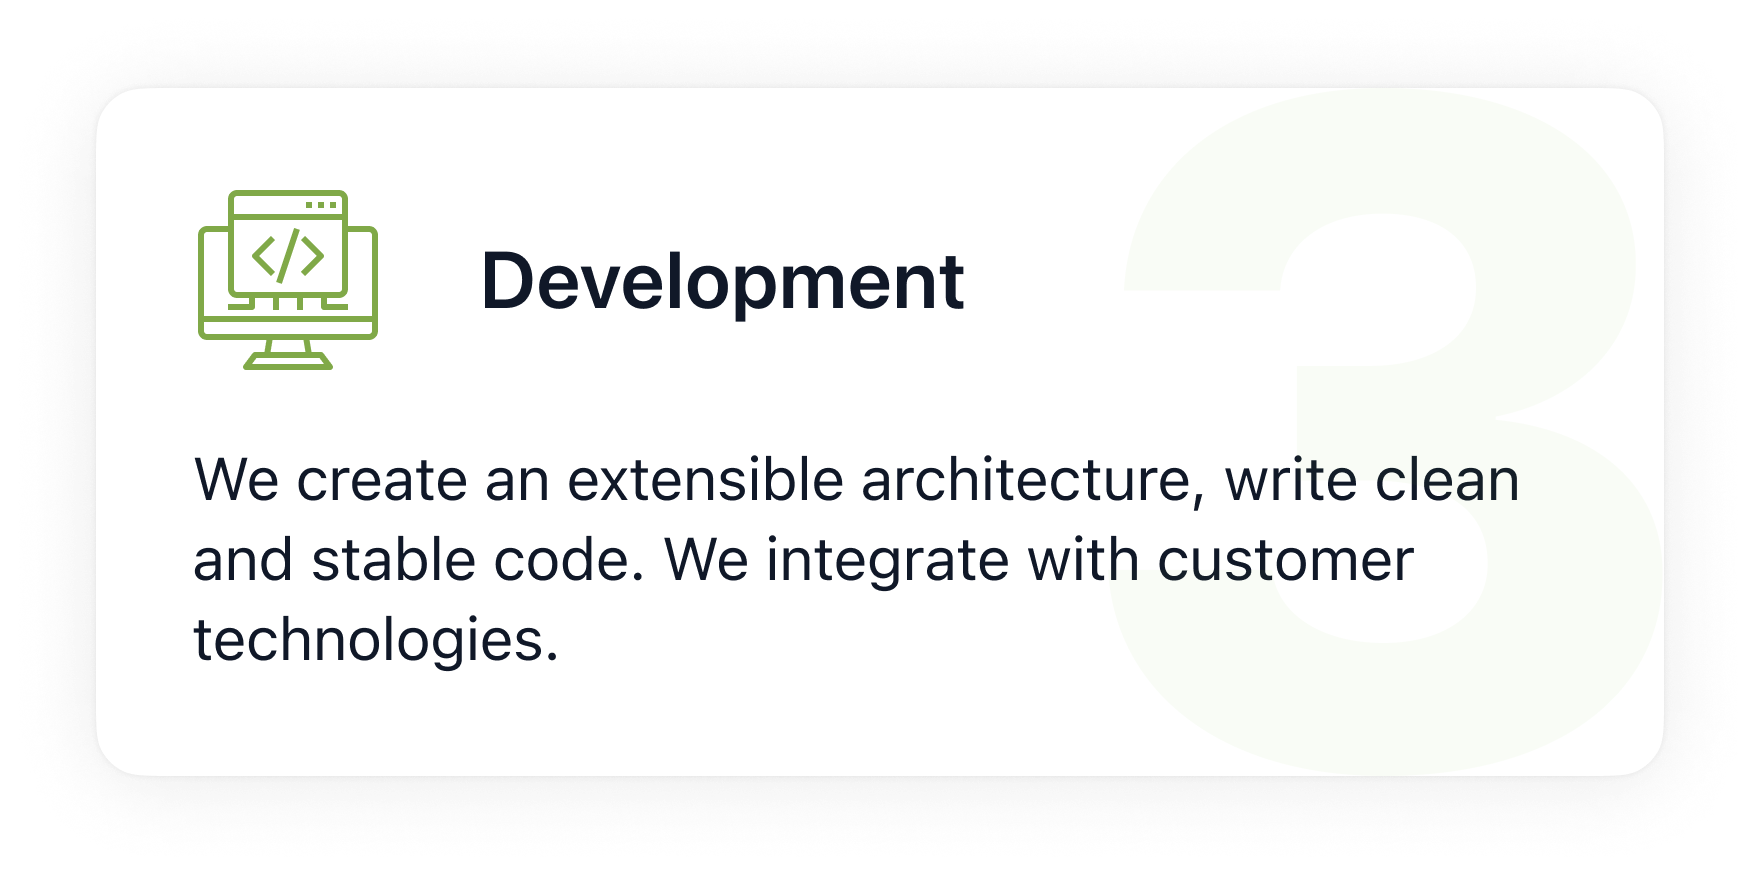 3
</>
Development
We create an extensible architecture, write clean
and stable code. We integrate with customer
technologies.